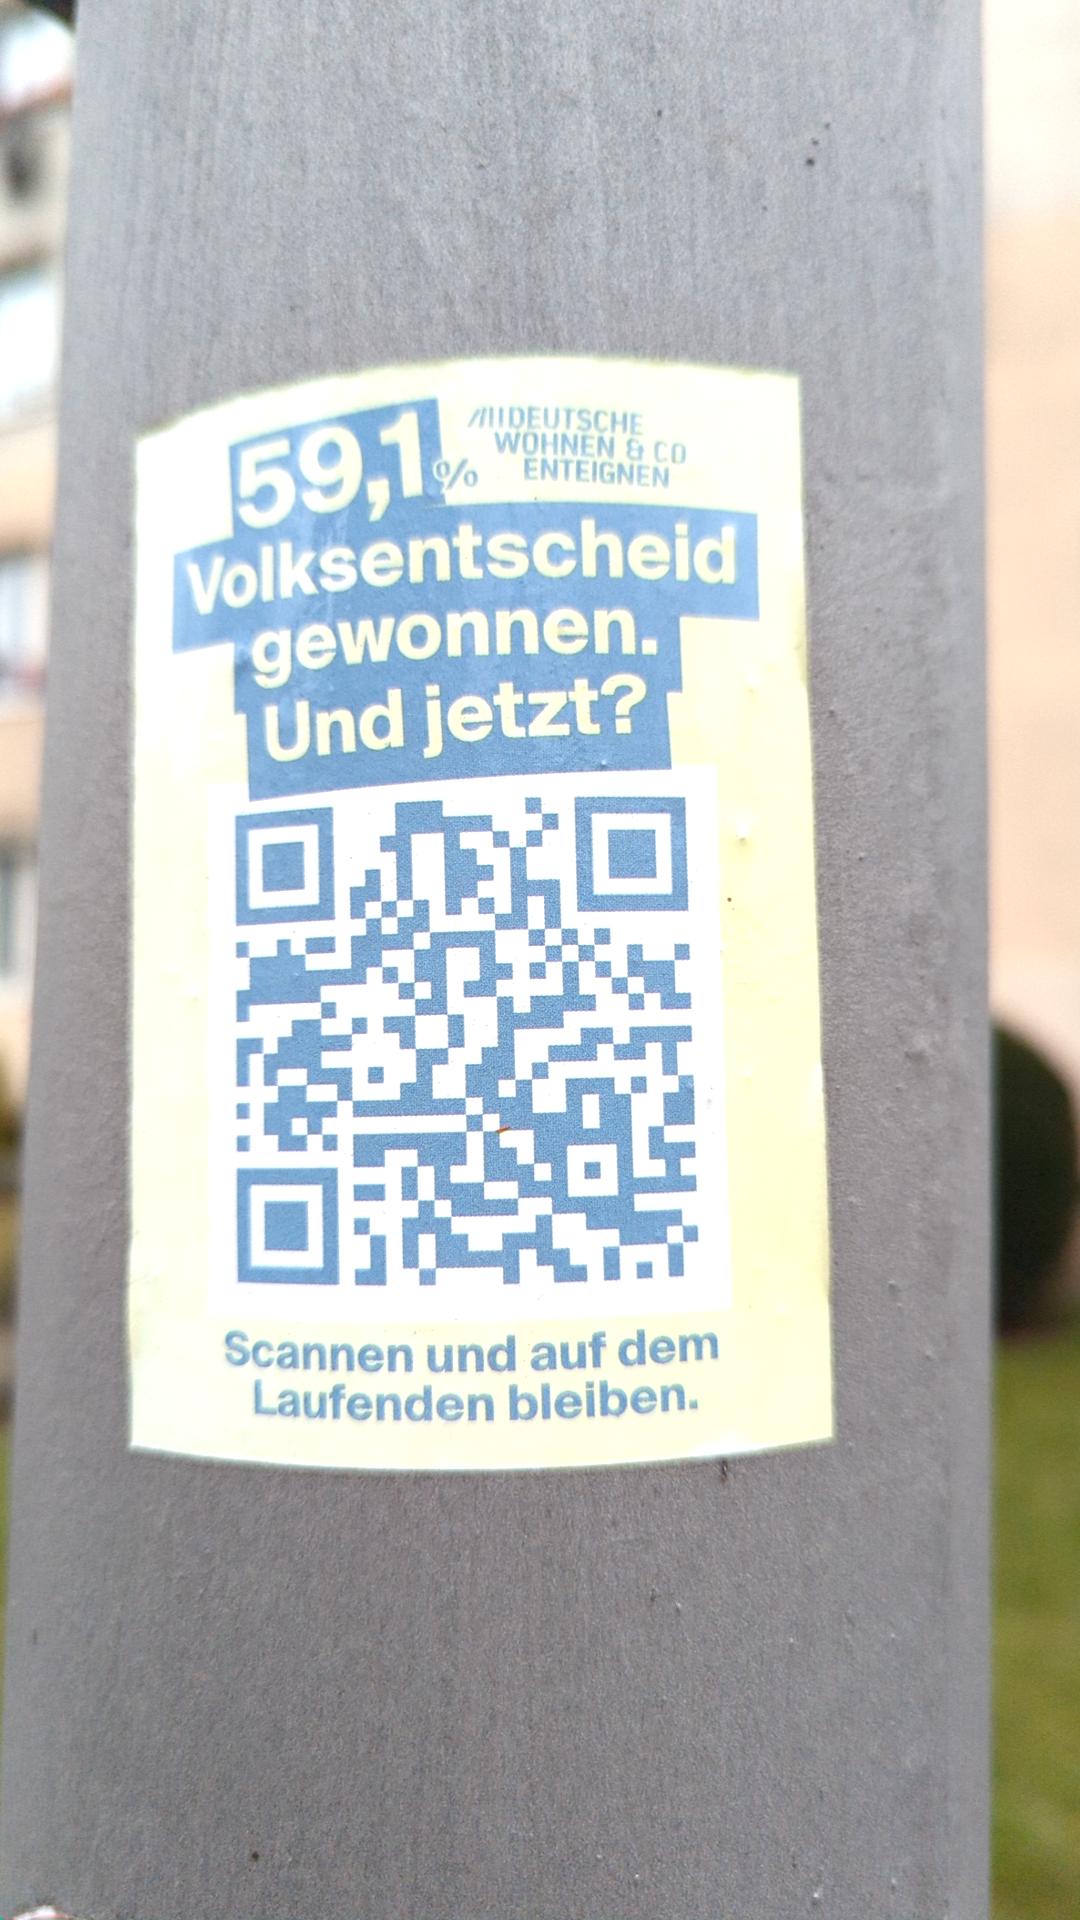 59,1%
DEUTSCHE
WOHNEN & CO
ENTEIGNEN
Volksentscheid
gewonnen.
Und jetzt?
Scannen und auf dem
Laufenden bleiben.